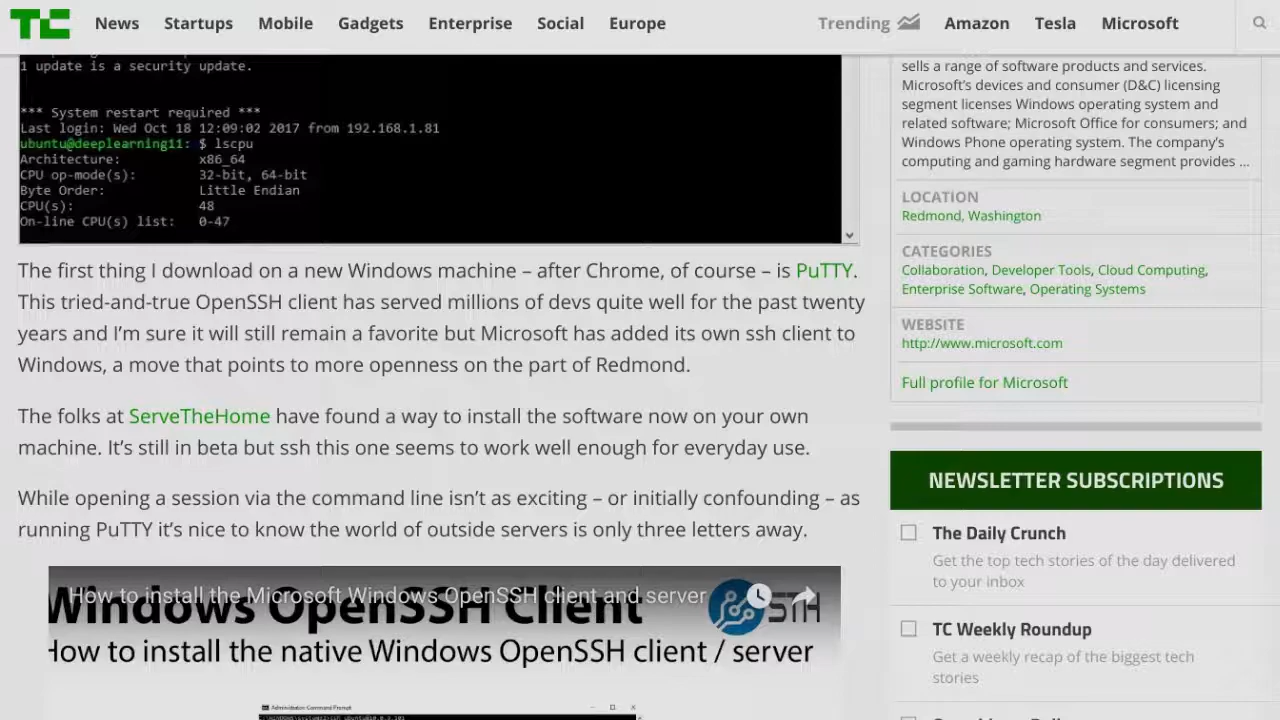 TC News Startups Mobile Gadgets Enterprise Social Europe Trending Amazon Tesla Microsoft
1 update is a security update.
*** System restart required ***
Last login: Wed Oct 18 12:09:02 2017 from 192.168.1.81
ubuntu@deeplearning11: $ lscpu
Architecture: x86_64
CPU op-mode(s): 32-bit, 64-bit
Byte Order: Little Endian
CPU(s): 48
On-line CPU(s) list: 0-47
The first thing I download on a new Windows machine – after Chrome, of course – is PuTTY.
This tried-and-true OpenSSH client has served millions of devs quite well for the past twenty
years and I’m sure it will still remain a favorite but Microsoft has added its own ssh client to
Windows, a move that points to more openness on the part of Redmond.
The folks at ServeTheHome have found a way to install the software now on your own
machine. It’s still in beta but ssh this one seems to work well enough for everyday use.
While opening a session via the command line isn’t as exciting – or initially confounding – as
running PuTTY it’s nice to know the world of outside servers is only three letters away.
How to install the Microsoft Windows OpenSSH client and server
Windows OpenSSH Client
STH
How to install the native Windows OpenSSH client / server
Administrator: Command Prompt
sells a range of software products and services.
Microsoft’s devices and consumer (D&C) licensing
segment licenses Windows operating system and
related software; Microsoft Office for consumers; and
Windows Phone operating system. The company’s
computing and gaming hardware segment provides ...
LOCATION
Redmond, Washington
CATEGORIES
Collaboration, Developer Tools, Cloud Computing,
Enterprise Software, Operating Systems
WEBSITE
http://www.microsoft.com
Full profile for Microsoft
NEWSLETTER SUBSCRIPTIONS
The Daily Crunch
Get the top tech stories of the day delivered
to your inbox
TC Weekly Roundup
Get a weekly recap of the biggest tech
stories